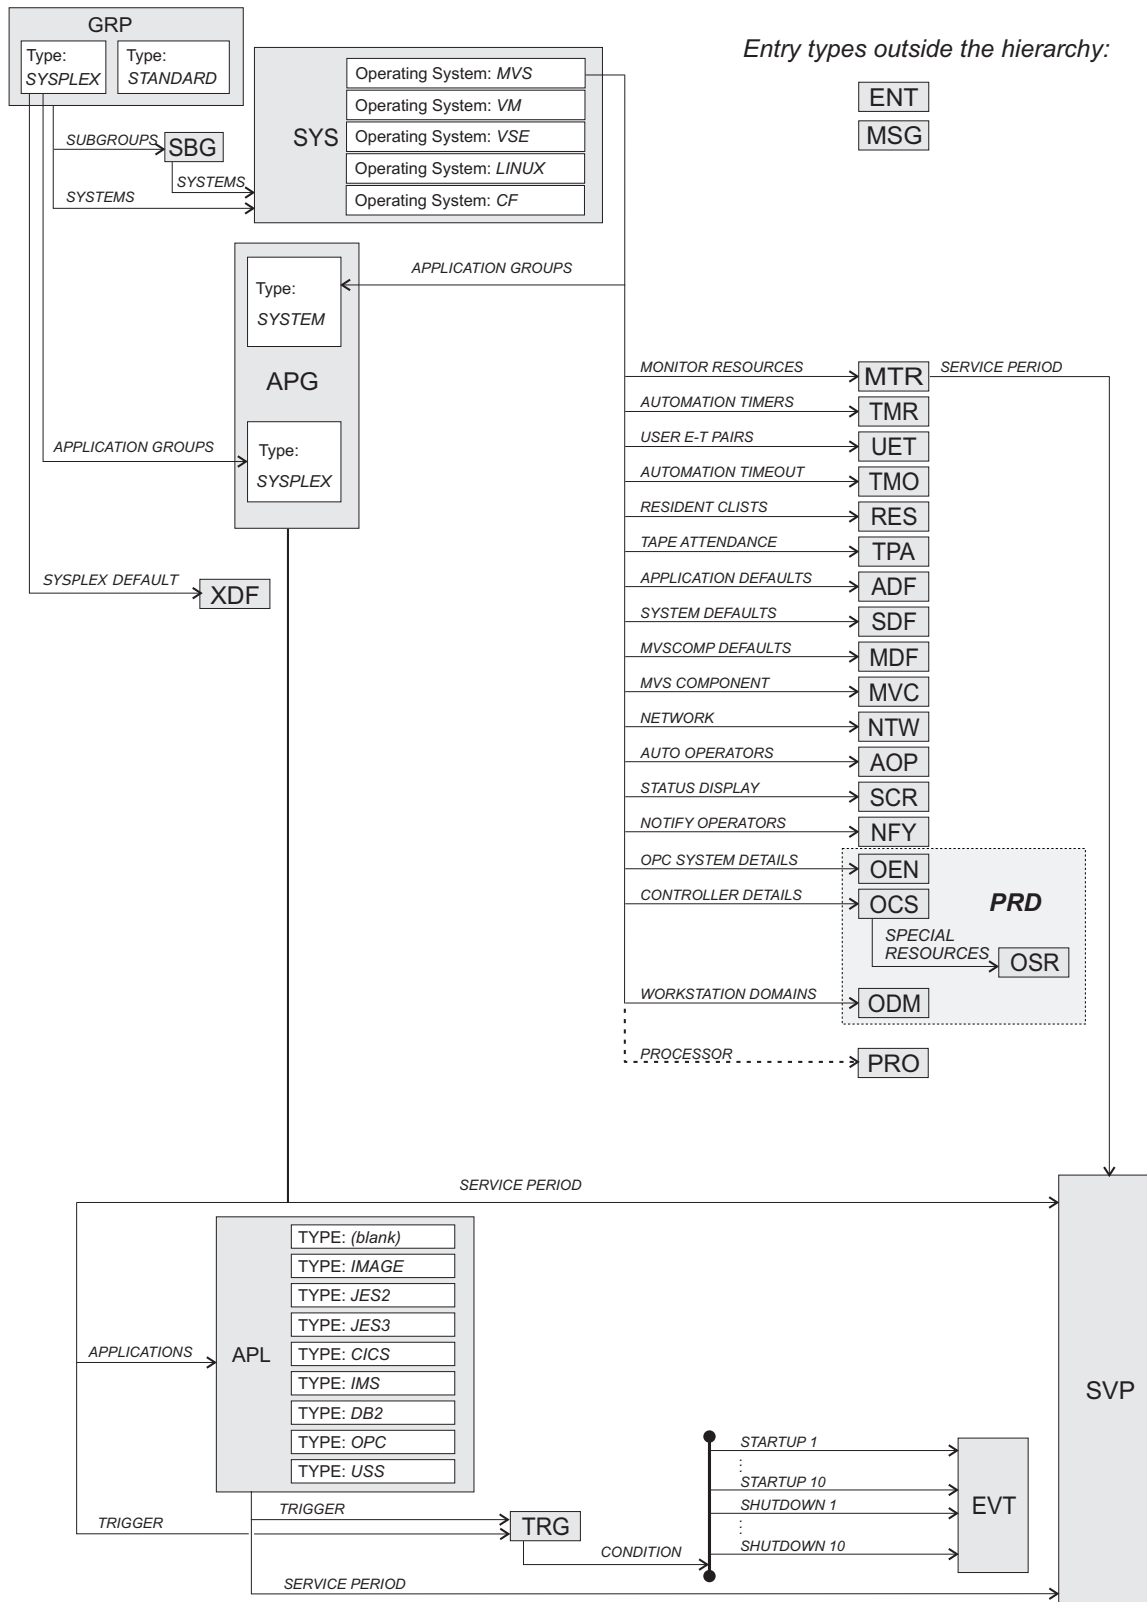 GRP
Type:
SYSPLEX
Type:
STANDARD
Entry types outside the hierarchy:
ENT
MSG
SYS
Operating System: MVS
Operating System: VM
Operating System: VSE
Operating System: LINUX
Operating System: CF
SUBGROUPS
SBG
SYSTEMS
SYSTEMS
APPLICATION GROUPS
Type:
SYSTEM
APG
Type:
SYSPLEX
APPLICATION GROUPS
SYSPLEX DEFAULT
XDF
MONITOR RESOURCES
MTR
SERVICE PERIOD
AUTOMATION TIMERS
TMR
USER E-T PAIRS
UET
AUTOMATION TIMEOUT
TMO
RESIDENT CLISTS
RES
TAPE ATTENDANCE
TPA
APPLICATION DEFAULTS
ADF
SYSTEM DEFAULTS
SDF
MVSCOMP DEFAULTS
MDF
MVS COMPONENT
MVC
NETWORK
NTW
AUTO OPERATORS
AOP
STATUS DISPLAY
SCR
NOTIFY OPERATORS
NFY
OPC SYSTEM DETAILS
OEN
CONTROLLER DETAILS
OCS
PRD
SPECIAL
RESOURCES
OSR
WORKSTATION DOMAINS
ODM
PROCESSOR
PRO
SERVICE PERIOD
APPLICATIONS
APL
TYPE: (blank)
TYPE: IMAGE
TYPE: JES2
TYPE: JES3
TYPE: CICS
TYPE: IMS
TYPE: DB2
TYPE: OPC
TYPE: USS
SVP
STARTUP 1
⋮
STARTUP 10
SHUTDOWN 1
⋮
SHUTDOWN 10
EVT
TRIGGER
TRIGGER
TRG
CONDITION
SERVICE PERIOD